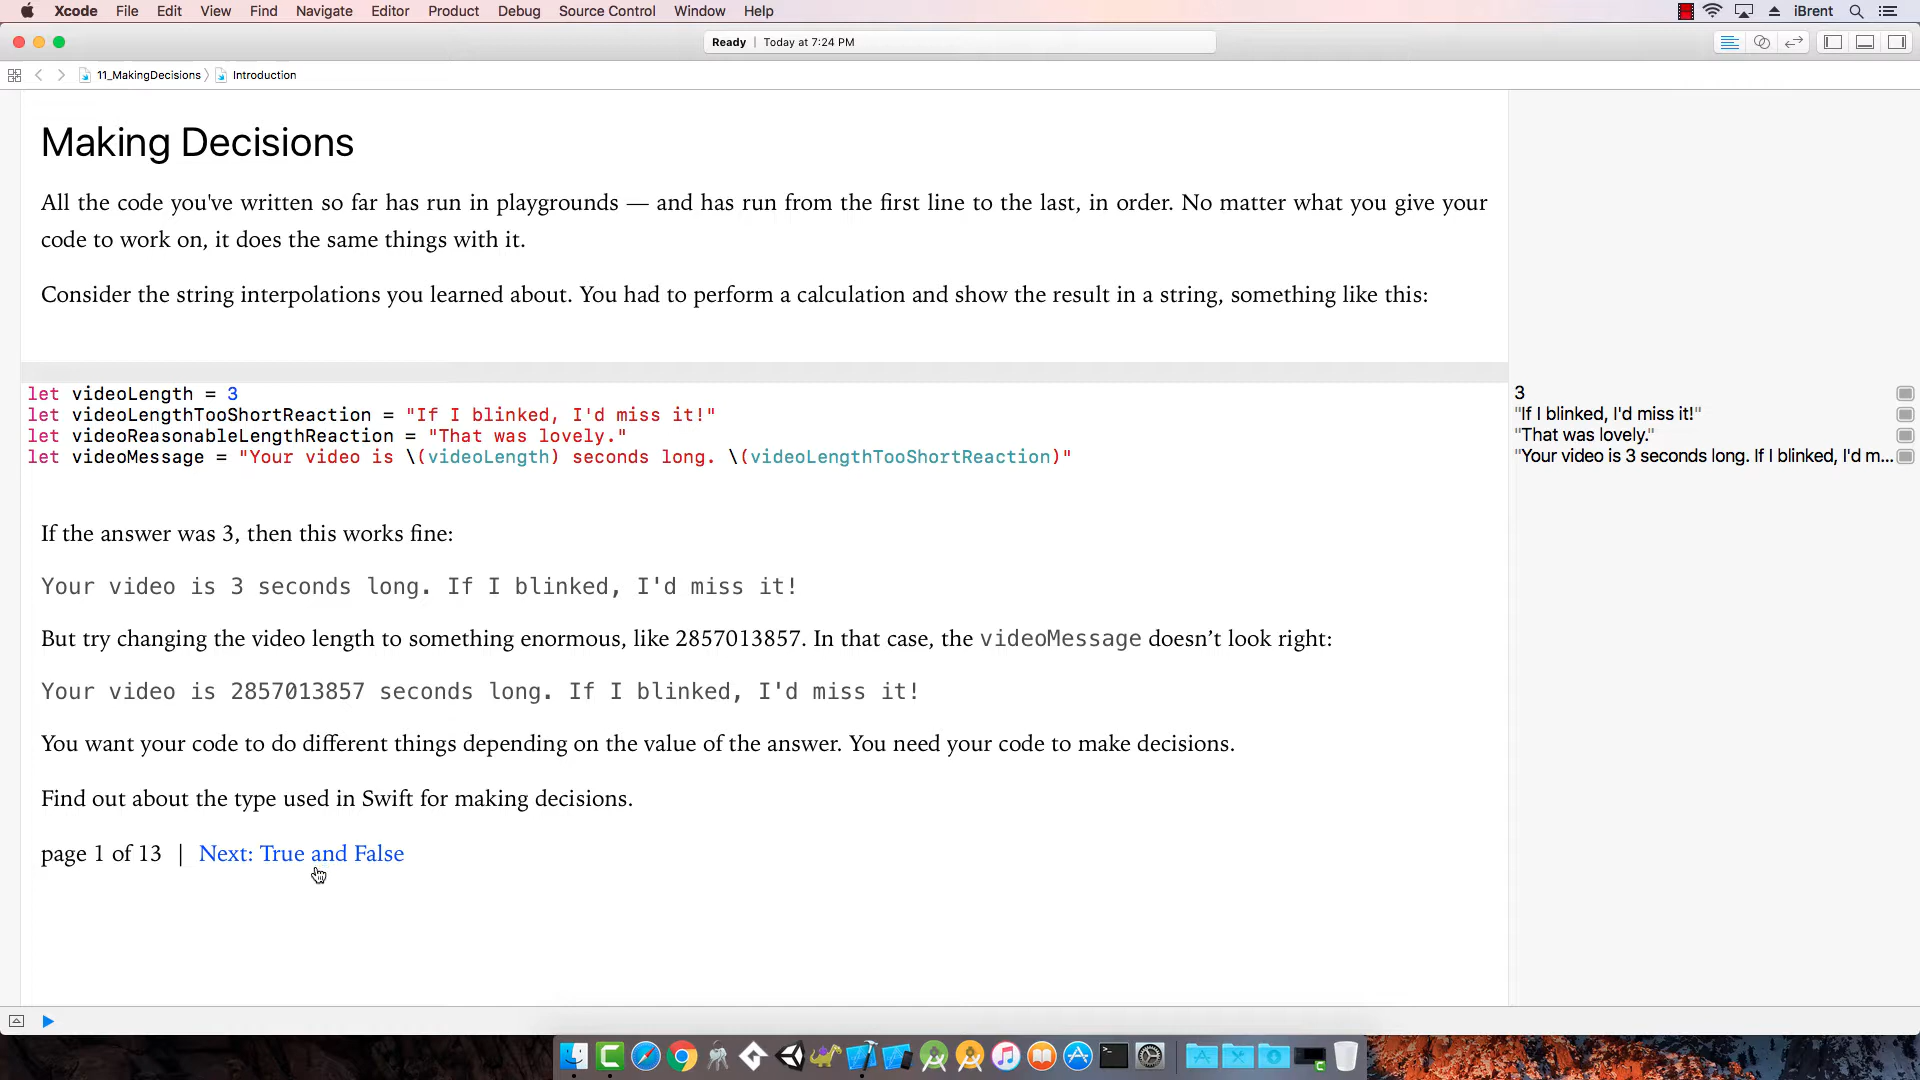 Xcode File Edit View Find Navigate Editor Product Debug Source Control Window Help iBrent
Ready | Today at 7:24 PM
11_MakingDecisions Introduction
Making Decisions
All the code you've written so far has run in playgrounds — and has run from the first line to the last, in order. No matter what you give your
code to work on, it does the same things with it.
Consider the string interpolations you learned about. You had to perform a calculation and show the result in a string, something like this:
let videoLength = 3
3
let videoLengthTooShortReaction = "If I blinked, I'd miss it!"
"If I blinked, I'd miss it!"
let videoReasonableLengthReaction = "That was lovely."
"That was lovely."
let videoMessage = "Your video is \(videoLength) seconds long. \(videoLengthTooShortReaction)"
"Your video is 3 seconds long. If I blinked, I'd m...
If the answer was 3, then this works fine:
Your video is 3 seconds long. If I blinked, I'd miss it!
But try changing the video length to something enormous, like 2857013857. In that case, the videoMessage doesn’t look right:
Your video is 2857013857 seconds long. If I blinked, I'd miss it!
You want your code to do different things depending on the value of the answer. You need your code to make decisions.
Find out about the type used in Swift for making decisions.
page 1 of 13 | Next: True and False